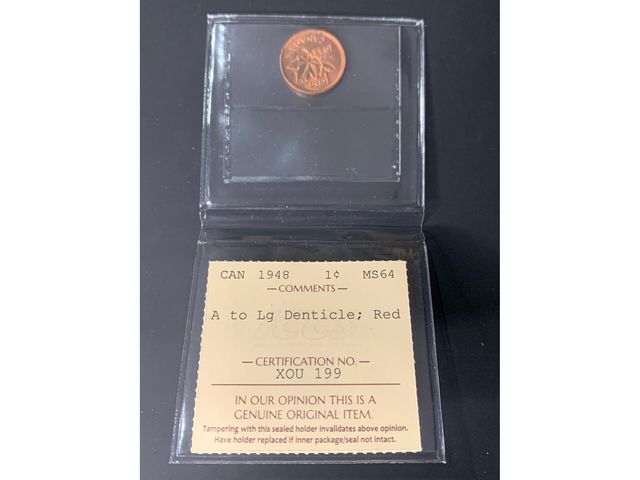 CANADA
CAN 1948 1¢ MS64
— COMMENTS —
A to Lg Denticle; Red
— CERTIFICATION NO. —
XOU 199
IN OUR OPINION THIS IS A
GENUINE ORIGINAL ITEM.
Tampering with this sealed holder invalidates above opinion.
Have holder replaced if inner package/seal not intact.